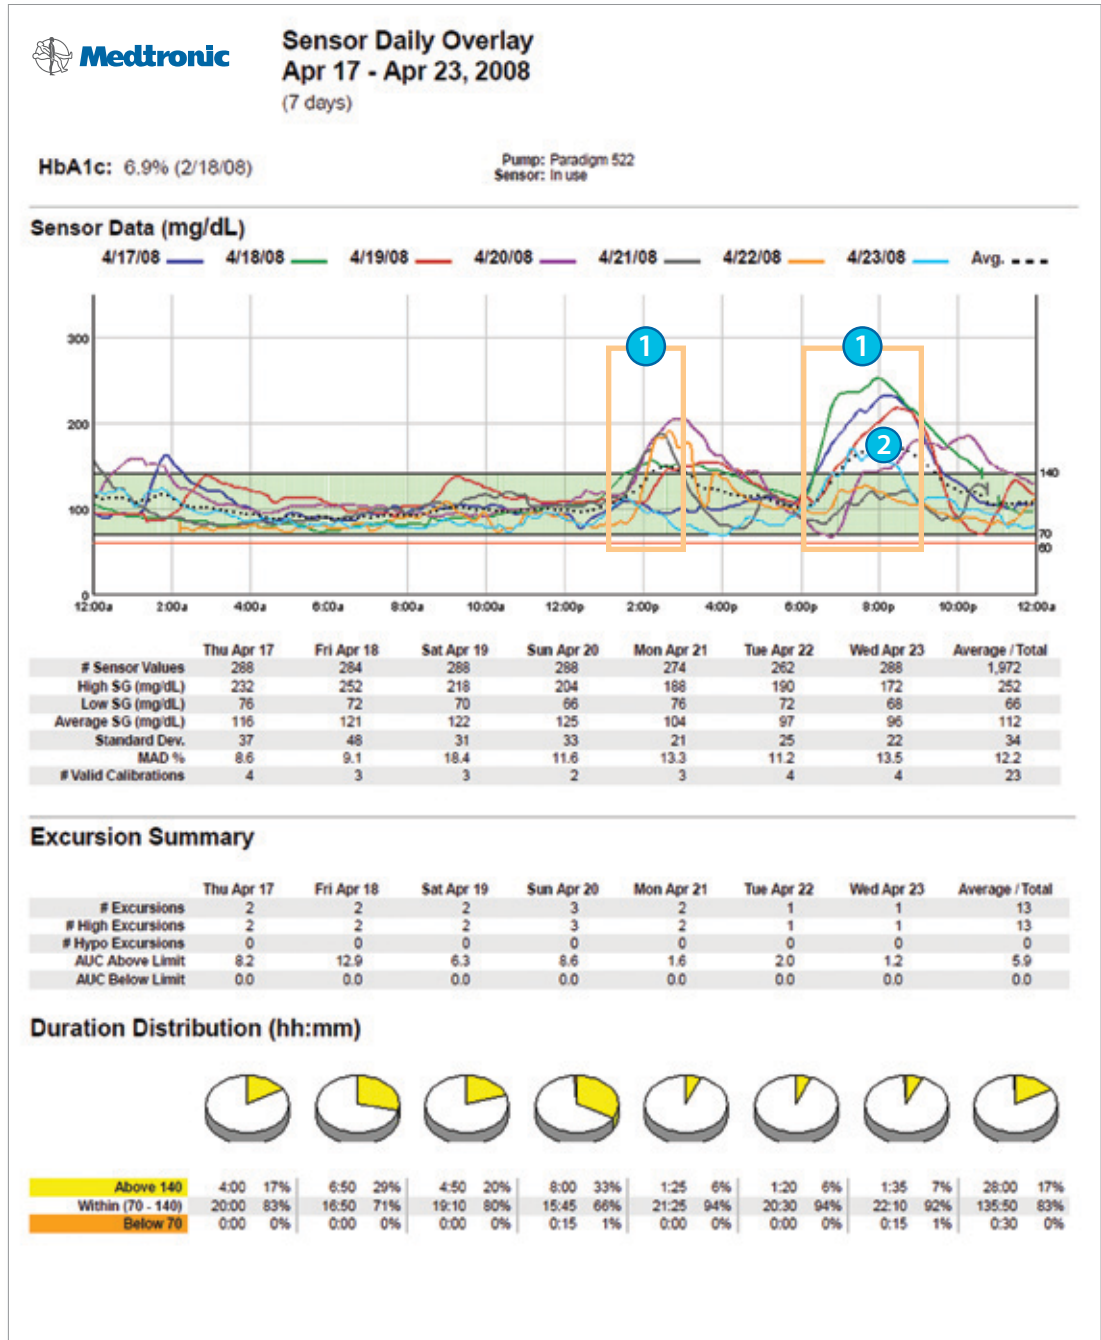 Medtronic
Sensor Daily Overlay
Apr 17 - Apr 23, 2008
(7 days)
HbA1c: 6.9% (2/18/08)
Pump: Paradigm 522
Sensor: In use
Sensor Data (mg/dL)
4/17/08 4/18/08 4/19/08 4/20/08 4/21/08 4/22/08 4/23/08 Avg.
1 1
300
200
2
140
100
70
60
0
12:00a 2:00a 4:00a 6:00a 8:00a 10:00a 12:00p 2:00p 4:00p 6:00p 8:00p 10:00p 12:00a
Thu Apr 17 Fri Apr 18 Sat Apr 19 Sun Apr 20 Mon Apr 21 Tue Apr 22 Wed Apr 23 Average / Total
# Sensor Values 288 284 288 288 274 262 288 1,972
High SG (mg/dL) 232 252 218 204 188 190 172 252
Low SG (mg/dL) 76 72 70 66 76 72 68 66
Average SG (mg/dL) 116 121 122 125 104 97 96 112
Standard Dev. 37 48 31 33 21 25 22 34
MAD % 8.6 9.1 18.4 11.6 13.3 11.2 13.5 12.2
# Valid Calibrations 4 3 3 2 3 4 4 23
Excursion Summary
Thu Apr 17 Fri Apr 18 Sat Apr 19 Sun Apr 20 Mon Apr 21 Tue Apr 22 Wed Apr 23 Average / Total
# Excursions 2 2 2 3 2 1 1 13
# High Excursions 2 2 2 3 2 1 1 13
# Hypo Excursions 0 0 0 0 0 0 0 0
AUC Above Limit 8.2 12.9 6.3 8.6 1.6 2.0 1.2 5.9
AUC Below Limit 0.0 0.0 0.0 0.0 0.0 0.0 0.0 0.0
Duration Distribution (hh:mm)
Above 140 4:00 17% 6:50 29% 4:50 20% 8:00 33% 1:25 6% 1:20 6% 1:35 7% 28:00 17%
Within (70 - 140) 20:00 83% 16:50 71% 19:10 80% 15:45 66% 21:25 94% 20:30 94% 22:10 92% 135:50 83%
Below 70 0:00 0% 0:00 0% 0:00 0% 0:15 1% 0:00 0% 0:00 0% 0:15 1% 0:30 0%